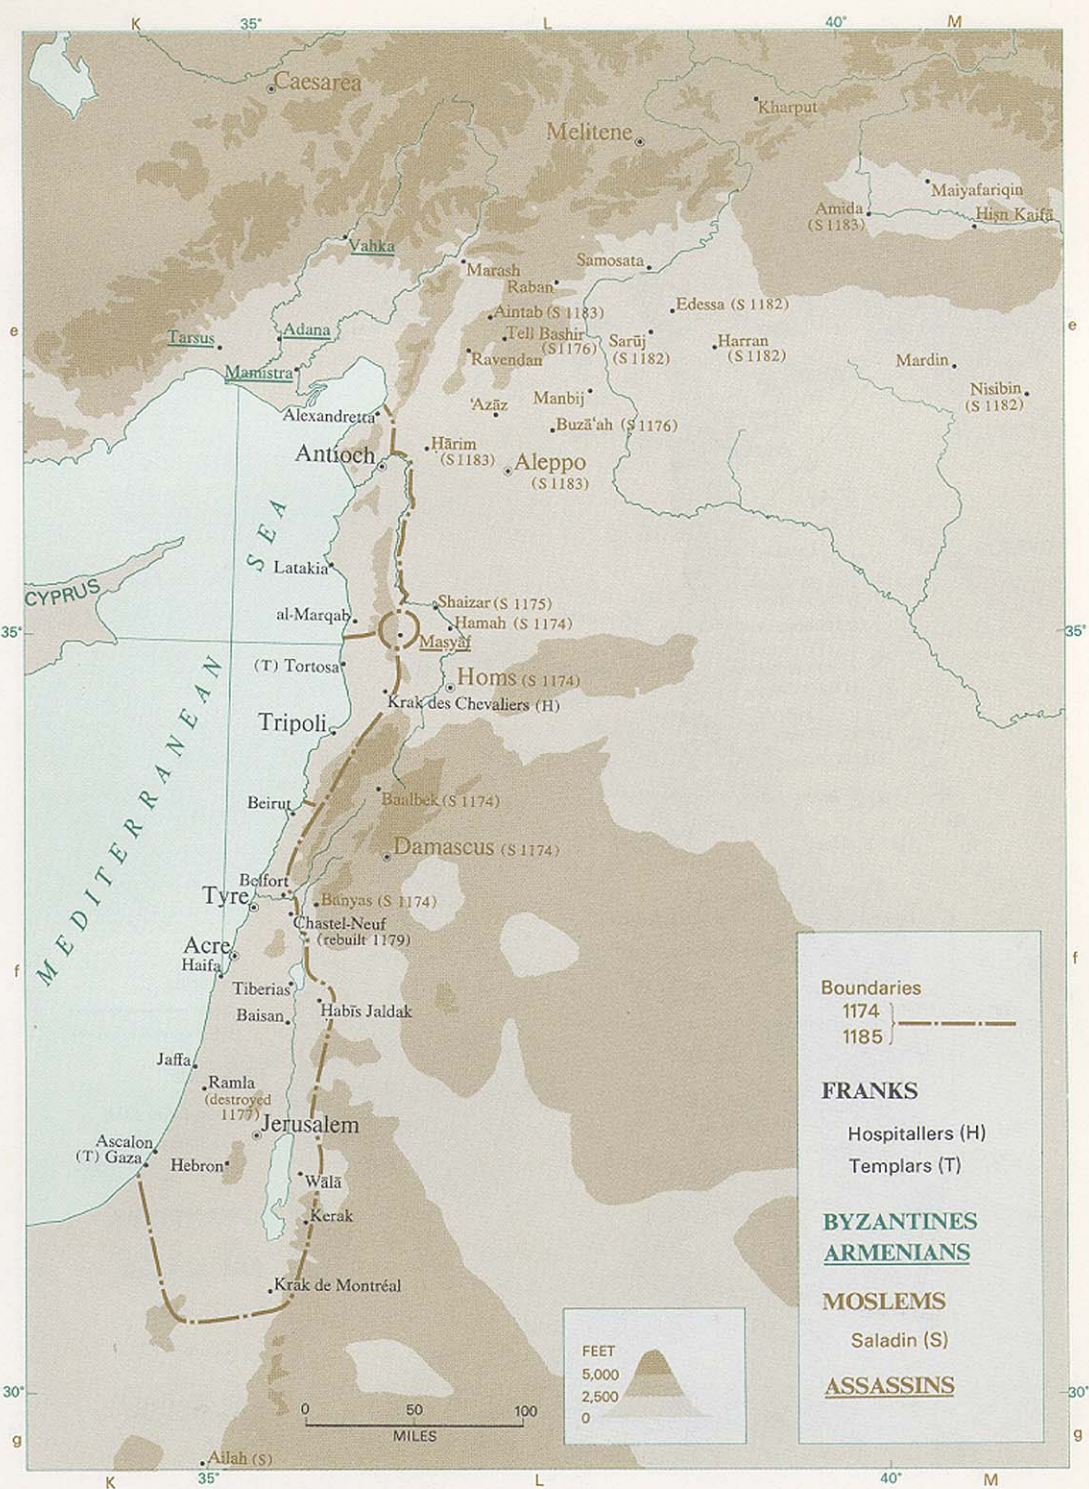 K
35°
L
40°
M
Caesarea
Kharput
Melitene
Maiyafariqin
Amida
(S 1183)
Hiṣn Kaifā
Vahka
Marash
Samosata
Raban
Edessa (S 1182)
Aintab (S 1183)
e
e
Tarsus
Adana
Tell Bashir
(S1176)
Sarūj
(S 1182)
Harran
(S 1182)
Ravendan
Mardin
Mamistra
Nisibin
(S 1182)
Manbij
'Azāz
Alexandretta
Buzā'ah (S 1176)
Hārim
(S1183)
Antioch
Aleppo
(S 1183)
MEDITERRANEAN SEA
Latakia
CYPRUS
Shaizar (S 1175)
al-Marqab
Hamah (S 1174)
35°
35°
Masyaf
(T) Tortosa
Homs (S 1174)
Krak des Chevaliers (H)
Tripoli
Beirut
Baalbek (S 1174)
Damascus (S 1174)
Belfort
Tyre
Banyas (S 1174)
Chastel-Neuf
(rebuilt 1179)
Acre
Haifa
f
f
Tiberias
Habīs Jaldak
Baisan
Jaffa
Ramla
(destroyed
1177)
Jerusalem
Ascalon
(T) Gaza
Hebron
Wālā
Kerak
Krak de Montréal
Boundaries
1174
1185
FRANKS
Hospitallers (H)
Templars (T)
BYZANTINES
ARMENIANS
MOSLEMS
Saladin (S)
ASSASSINS
FEET
5,000
2,500
0
30°
30°
0
50
100
MILES
g
g
Ailah (S)
K
35°
L
40°
M